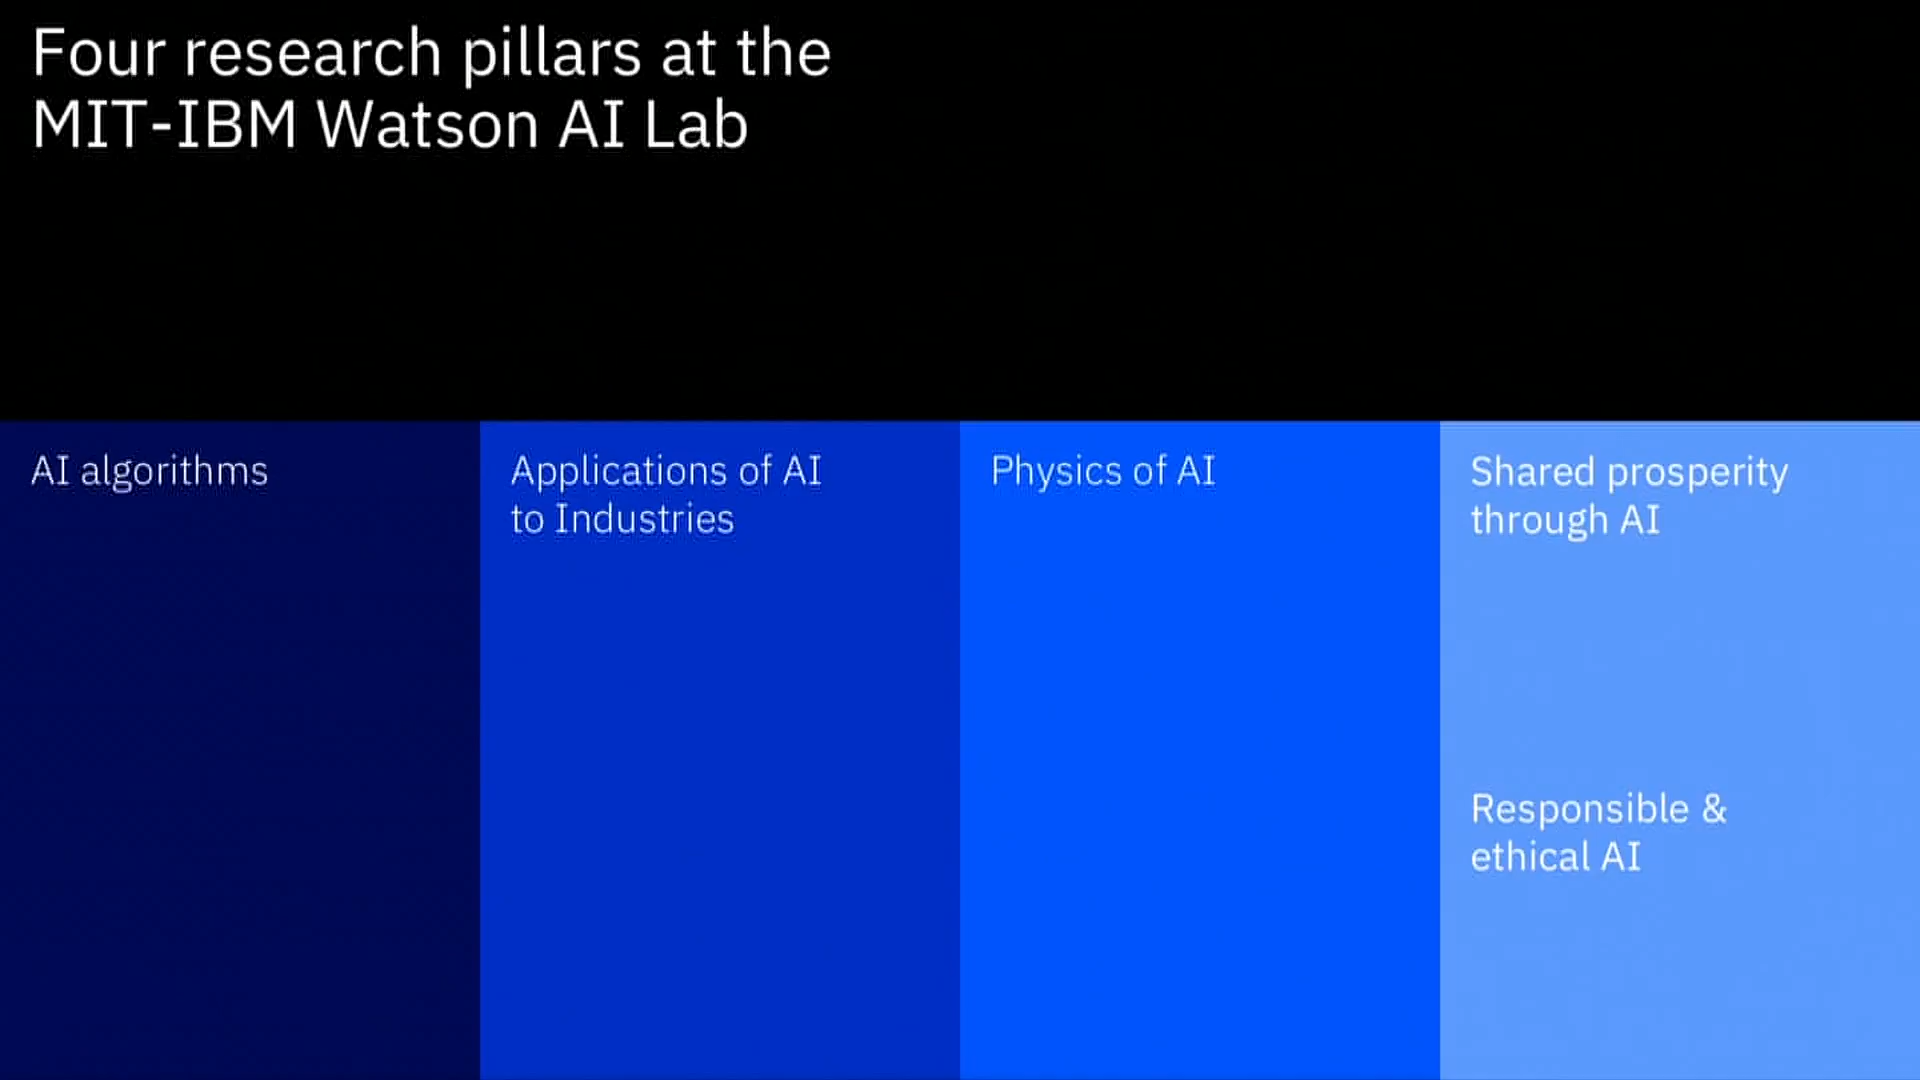 Four research pillars at the
MIT-IBM Watson AI Lab
AI algorithms
Applications of AI
to Industries
Physics of AI
Shared prosperity
through AI
Responsible &
ethical AI